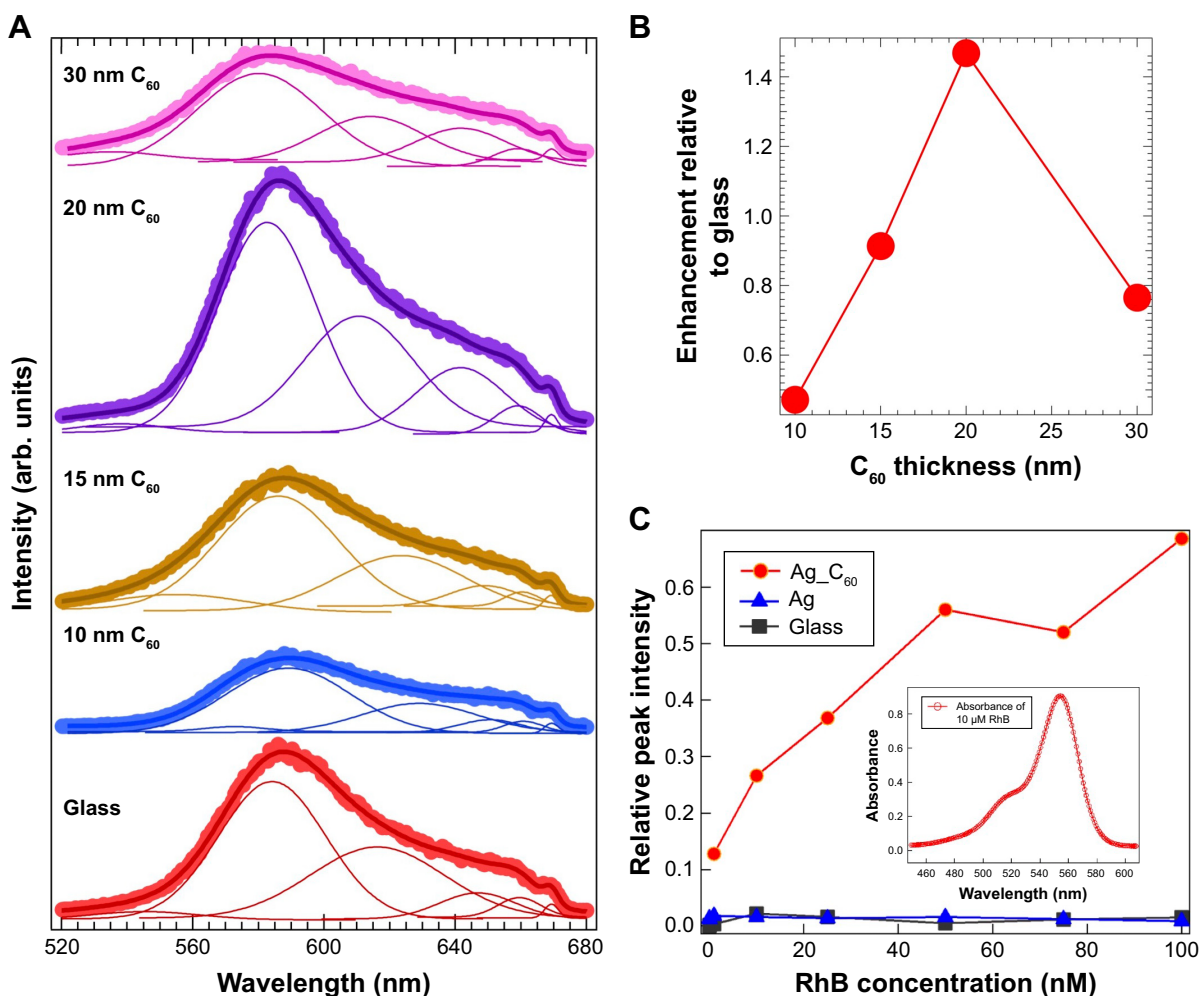 A
30 nm C60
20 nm C60
15 nm C60
10 nm C60
Glass
Intensity (arb. units)
520 560 600 640 680
Wavelength (nm)
B
Enhancement relative
to glass
1.4
1.2
1.0
0.8
0.6
10 15 20 25 30
C60 thickness (nm)
C
Relative peak intensity
0.6
0.5
0.4
0.3
0.2
0.1
0.0
Ag_C60
Ag
Glass
0 20 40 60 80 100
RhB concentration (nM)
Absorbance of
10 μM RhB
Absorbance
0.8
0.6
0.4
0.2
0.0
460 480 500 520 540 560 580 600
Wavelength (nm)